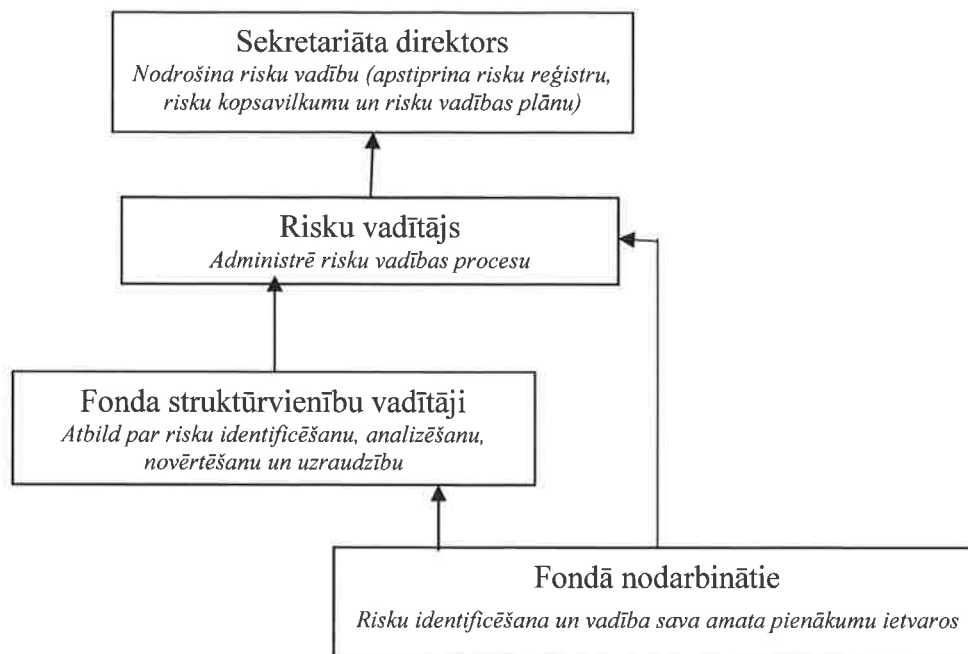 Sekretariāta direktors
Nodrošina risku vadību (apstiprina risku reģistru,
risku kopsavilkumu un risku vadības plānu)
Risku vadītājs
Administrē risku vadības procesu
Fonda struktūrvienību vadītāji
Atbild par risku identificēšanu, analizēšanu,
novērtēšanu un uzraudzību
Fondā nodarbinātie
Risku identificēšana un vadība sava amata pienākumu ietvaros